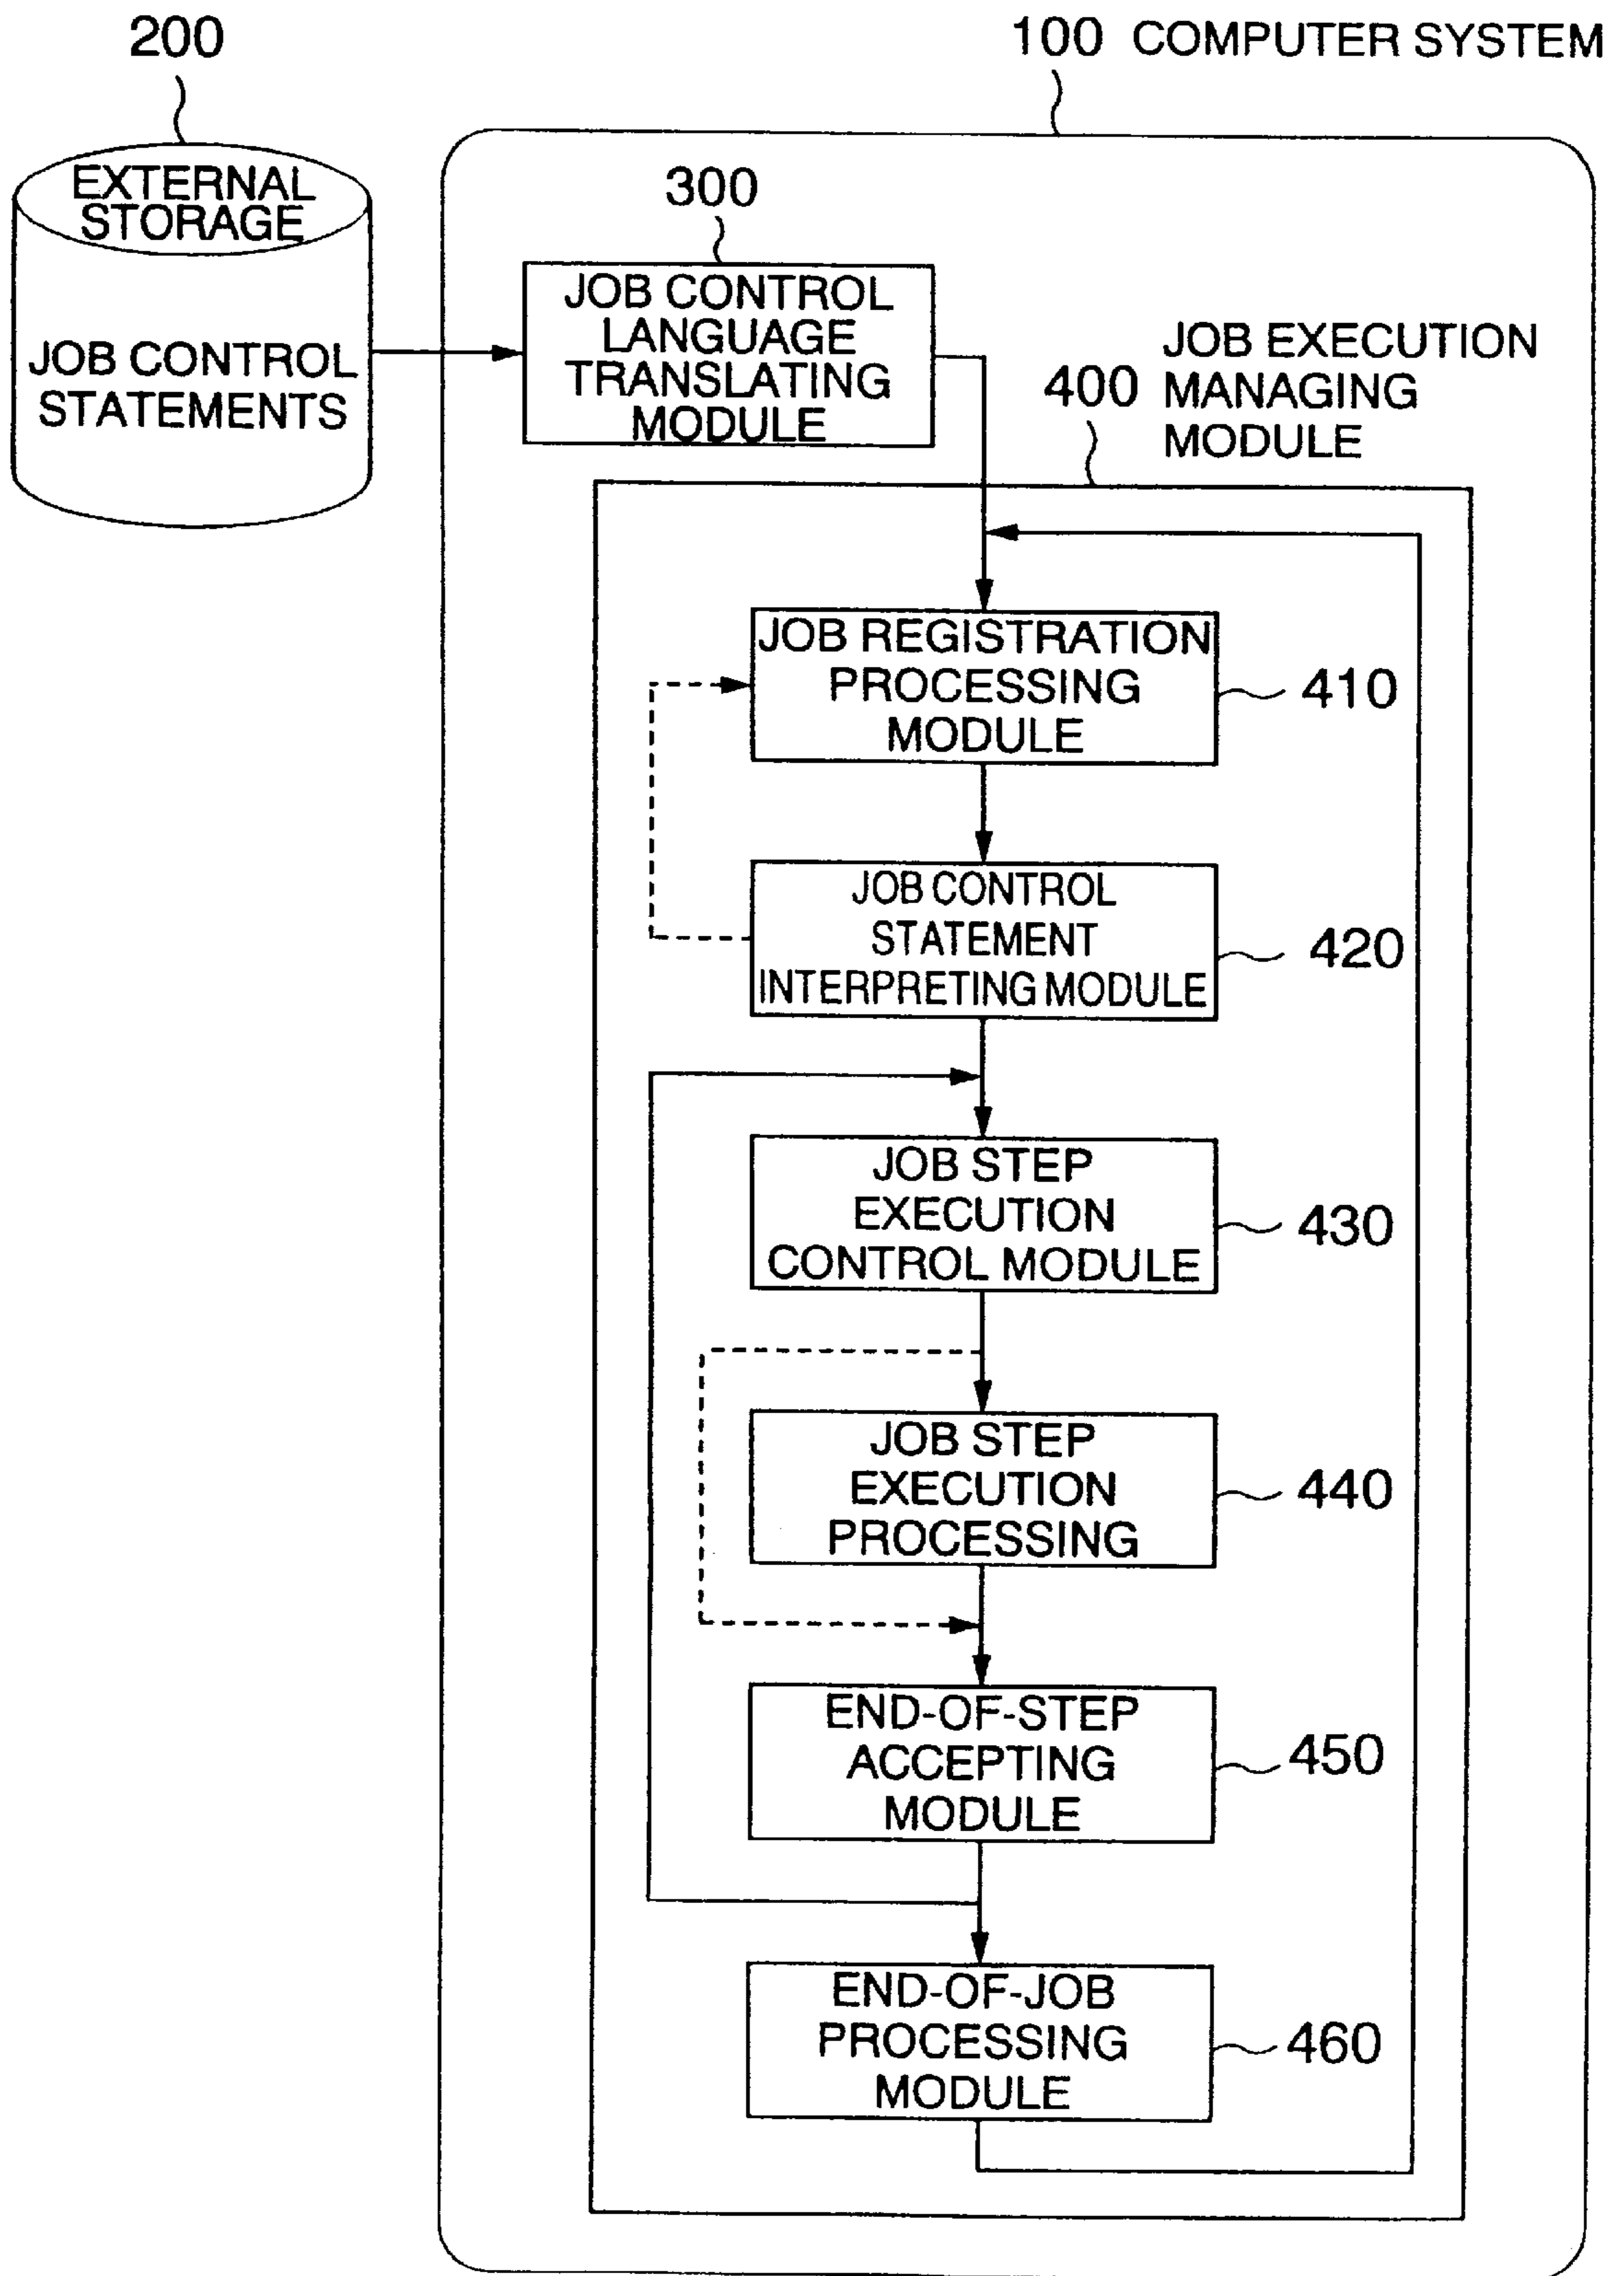 200
100 COMPUTER SYSTEM
EXTERNAL
STORAGE
JOB CONTROL
STATEMENTS
300
JOB CONTROL
LANGUAGE
TRANSLATING
MODULE
JOB EXECUTION
400 MANAGING
MODULE
JOB REGISTRATION
PROCESSING
MODULE
410
JOB CONTROL
STATEMENT
INTERPRETING MODULE
420
JOB STEP
EXECUTION
CONTROL MODULE
430
JOB STEP
EXECUTION
PROCESSING
440
END-OF-STEP
ACCEPTING
MODULE
450
END-OF-JOB
PROCESSING
MODULE
460